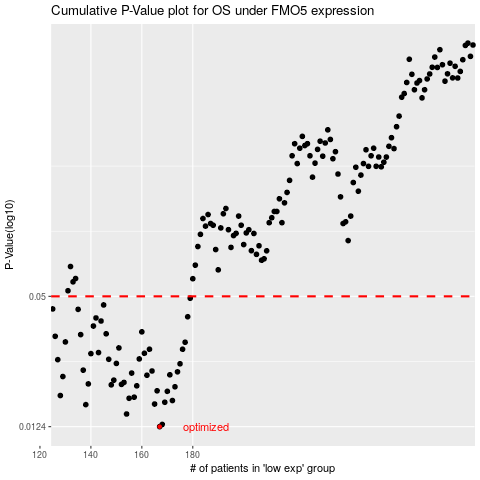 Cumulative P-Value plot for OS under FMO5 expression
P-Value(log10)
0.05
0.0124
optimized
120 140 160 180
# of patients in 'low exp' group